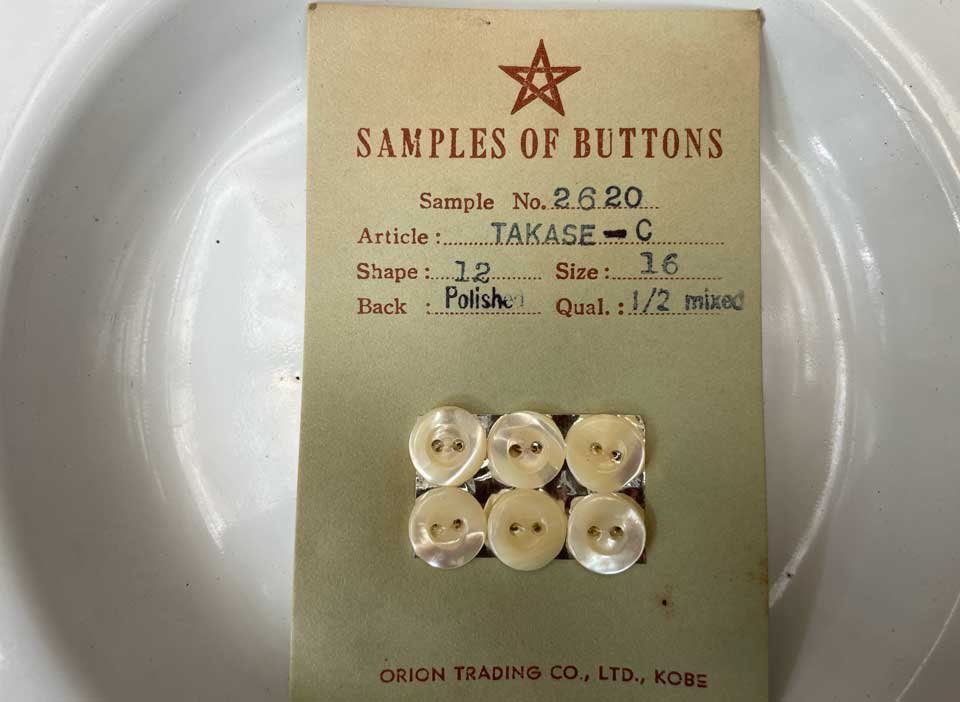 SAMPLES OF BUTTONS
Sample No. 2620
Article: TAKASE-C
Shape: 12 Size: 16
Back : Polished Qual.: 1/2 mixed
ORION TRADING CO., LTD., KOBE